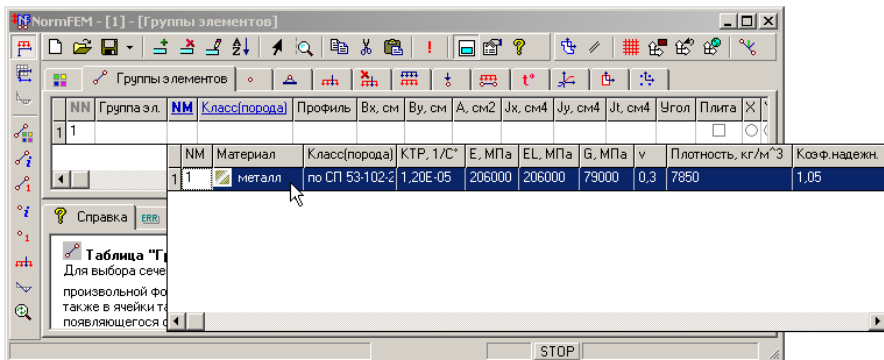 NormFEM - [1] - [Группы элементов]
Группы элементов t°
NN Группа эл. NM Класс(порода) Профиль Bx, см By, см A, см2 Jx, см4 Jy, см4 Jt, см4 Угол Плита X
1 1
NM Материал Класс(порода) КТР, 1/С° E, МПа EL, МПа G, МПа ν Плотность, кг/м^3 Коэф.надежн.
1 1 металл по СП 53-102-2 1,20E-05 206000 206000 79000 0,3 7850 1,05
Справка ERR
Таблица "Гр
Для выбора сече
произвольной фо
также в ячейки та
появляющегося с
STOP